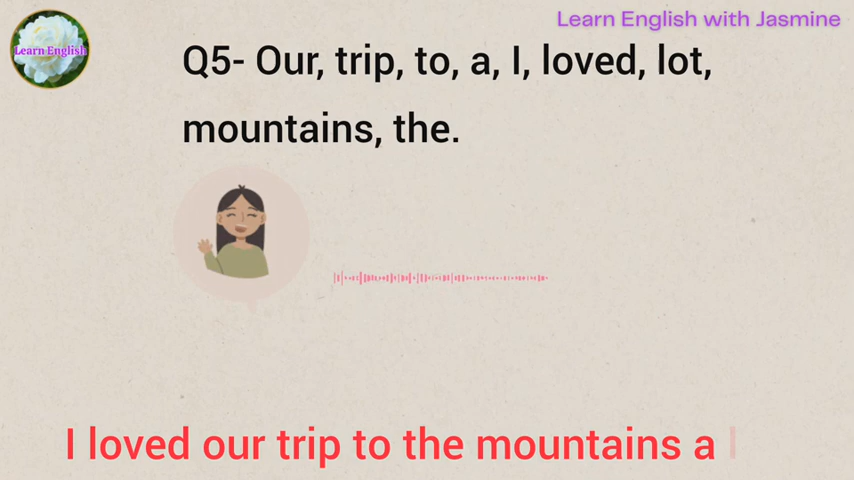 Learn English with Jasmine
Learn English
Q5- Our, trip, to, a, I, loved, lot,
mountains, the.
I loved our trip to the mountains a l